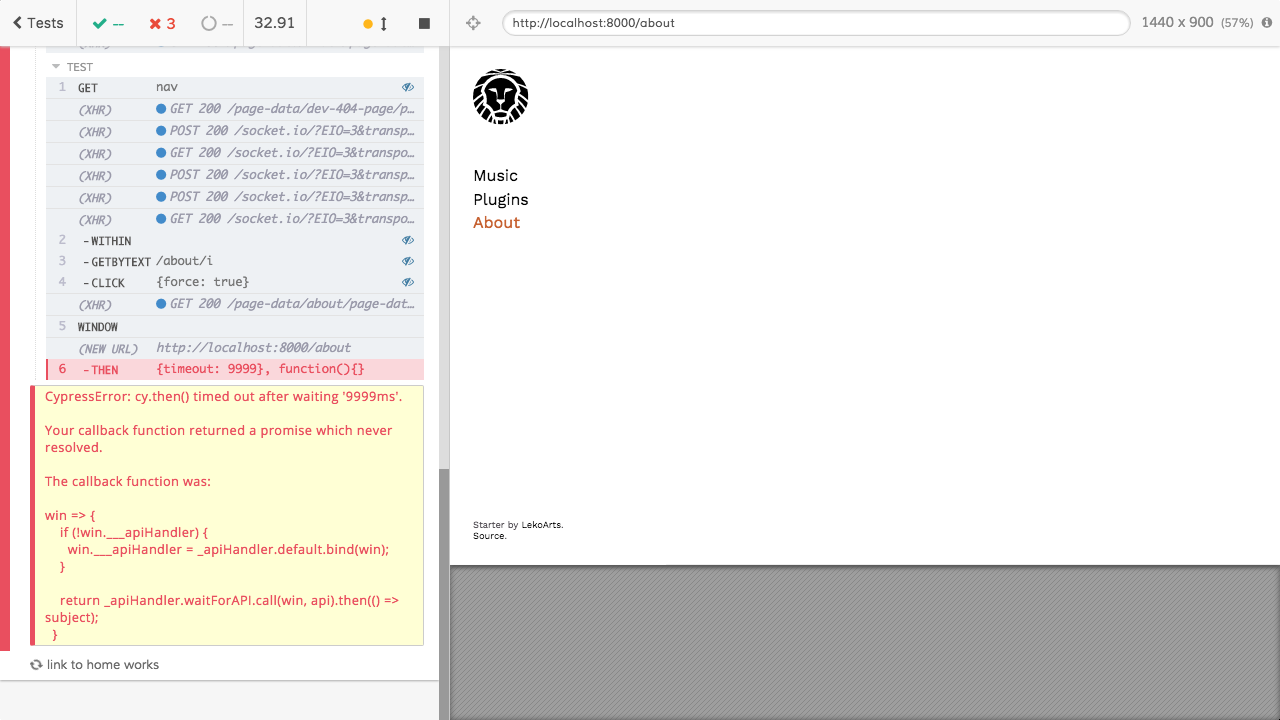 Tests
--
3
--
32.91
http://localhost:8000/about
1440 x 900 (57%)
TEST
1 GET nav
(XHR) GET 200 /page-data/dev-404-page/p…
(XHR) POST 200 /socket.io/?EIO=3&transp…
(XHR) GET 200 /socket.io/?EIO=3&transpo…
(XHR) POST 200 /socket.io/?EIO=3&transp…
(XHR) POST 200 /socket.io/?EIO=3&transp…
(XHR) GET 200 /socket.io/?EIO=3&transpo…
2 -WITHIN
3 -GETBYTEXT /about/i
4 -CLICK {force: true}
(XHR) GET 200 /page-data/about/page-dat…
5 WINDOW
(NEW URL) http://localhost:8000/about
6 -THEN {timeout: 9999}, function(){}
CypressError: cy.then() timed out after waiting '9999ms'.
Your callback function returned a promise which never
resolved.
The callback function was:
win => {
if (!win.___apiHandler) {
win.___apiHandler = _apiHandler.default.bind(win);
}
return _apiHandler.waitForAPI.call(win, api).then(() =>
subject);
}
link to home works
Music
Plugins
About
Starter by LekoArts.
Source.